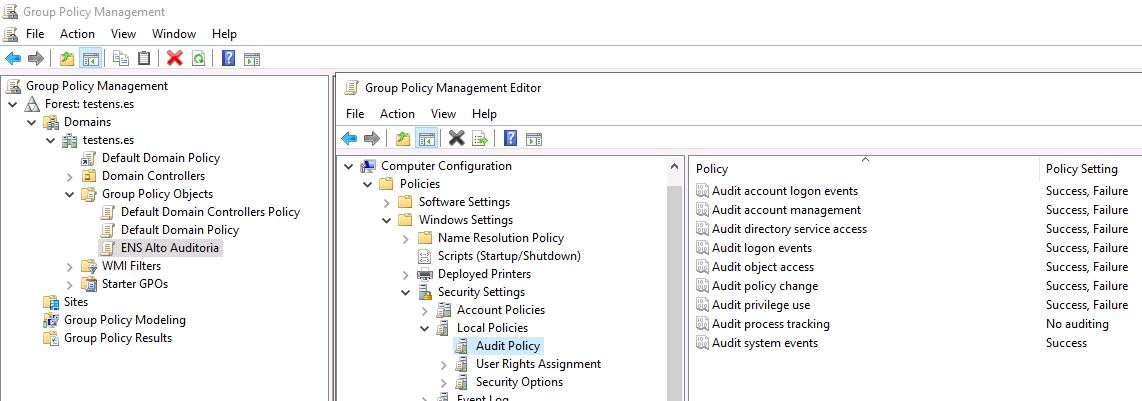 Group Policy Management
File Action View Window Help
Group Policy Management
Forest: testens.es
Domains
testens.es
Default Domain Policy
Domain Controllers
Group Policy Objects
Default Domain Controllers Policy
Default Domain Policy
ENS Alto Auditoria
WMI Filters
Starter GPOs
Sites
Group Policy Modeling
Group Policy Results
Group Policy Management Editor
File Action View Help
Computer Configuration
Policies
Software Settings
Windows Settings
Name Resolution Policy
Scripts (Startup/Shutdown)
Deployed Printers
Security Settings
Account Policies
Local Policies
Audit Policy
User Rights Assignment
Security Options
Event Log
Policy Policy Setting
Audit account logon events Success, Failure
Audit account management Success, Failure
Audit directory service access Success, Failure
Audit logon events Success, Failure
Audit object access Success, Failure
Audit policy change Success, Failure
Audit privilege use Success, Failure
Audit process tracking No auditing
Audit system events Success